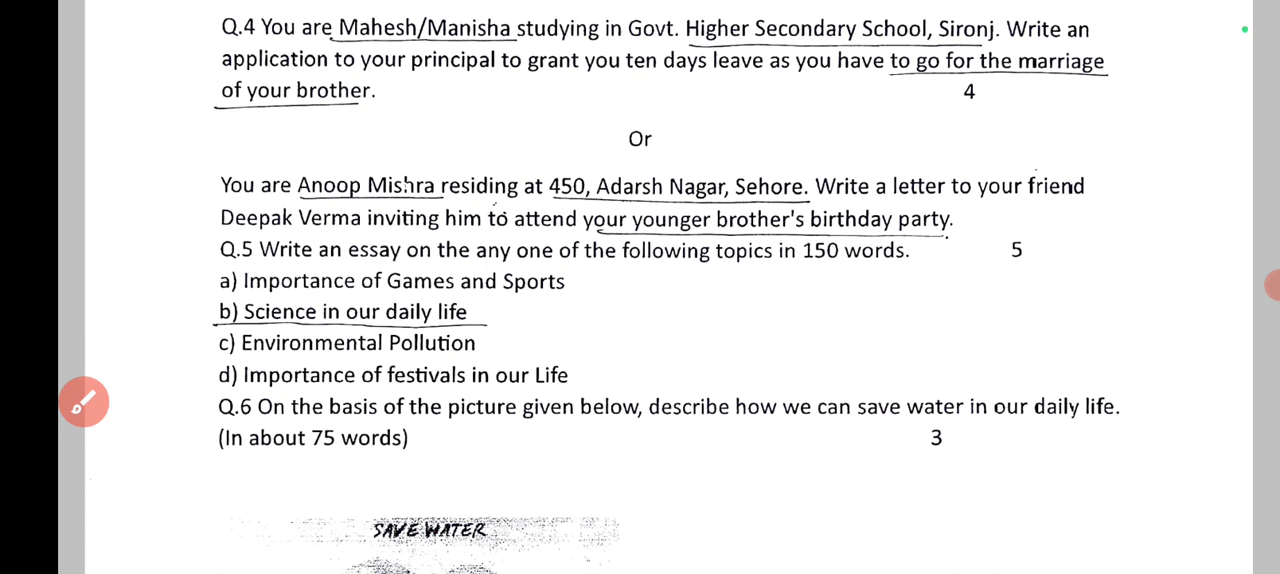 Q.4 You are Mahesh/Manisha studying in Govt. Higher Secondary School, Sironj. Write an
application to your principal to grant you ten days leave as you have to go for the marriage
of your brother. 4
Or
You are Anoop Mishra residing at 450, Adarsh Nagar, Sehore. Write a letter to your friend
Deepak Verma inviting him to attend your younger brother's birthday party.
Q.5 Write an essay on the any one of the following topics in 150 words. 5
a) Importance of Games and Sports
b) Science in our daily life
c) Environmental Pollution
d) Importance of festivals in our Life
Q.6 On the basis of the picture given below, describe how we can save water in our daily life.
(In about 75 words) 3
SAVE WATER